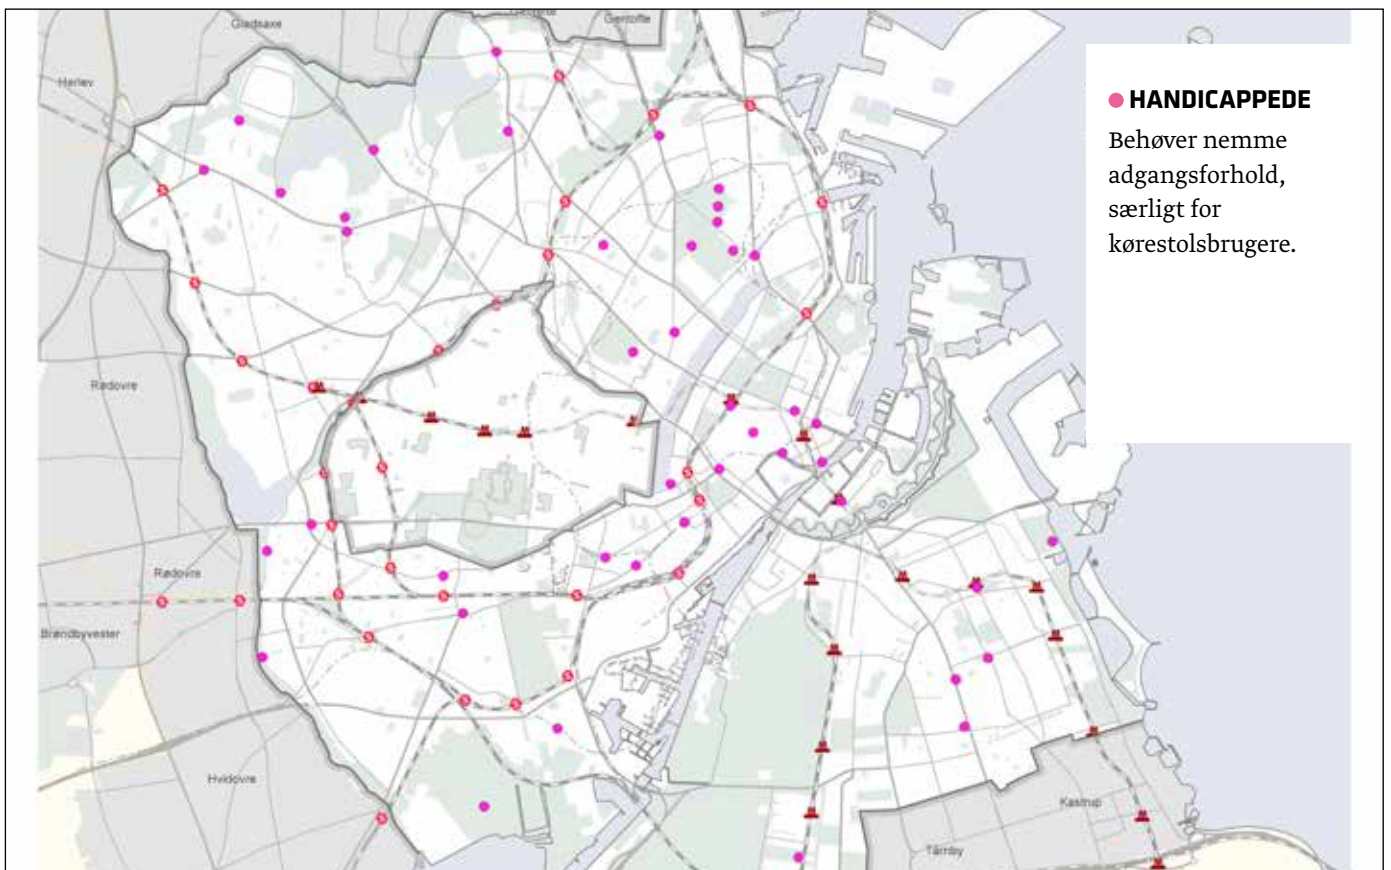 Gladsaxe
Gentofte
Herlev
● HANDICAPPEDE
Behøver nemme
adgangsforhold,
særligt for
kørestolsbrugere.
Rødovre
Rødovre
Brøndbyvester
Hvidovre
Kastrup
Tårnby